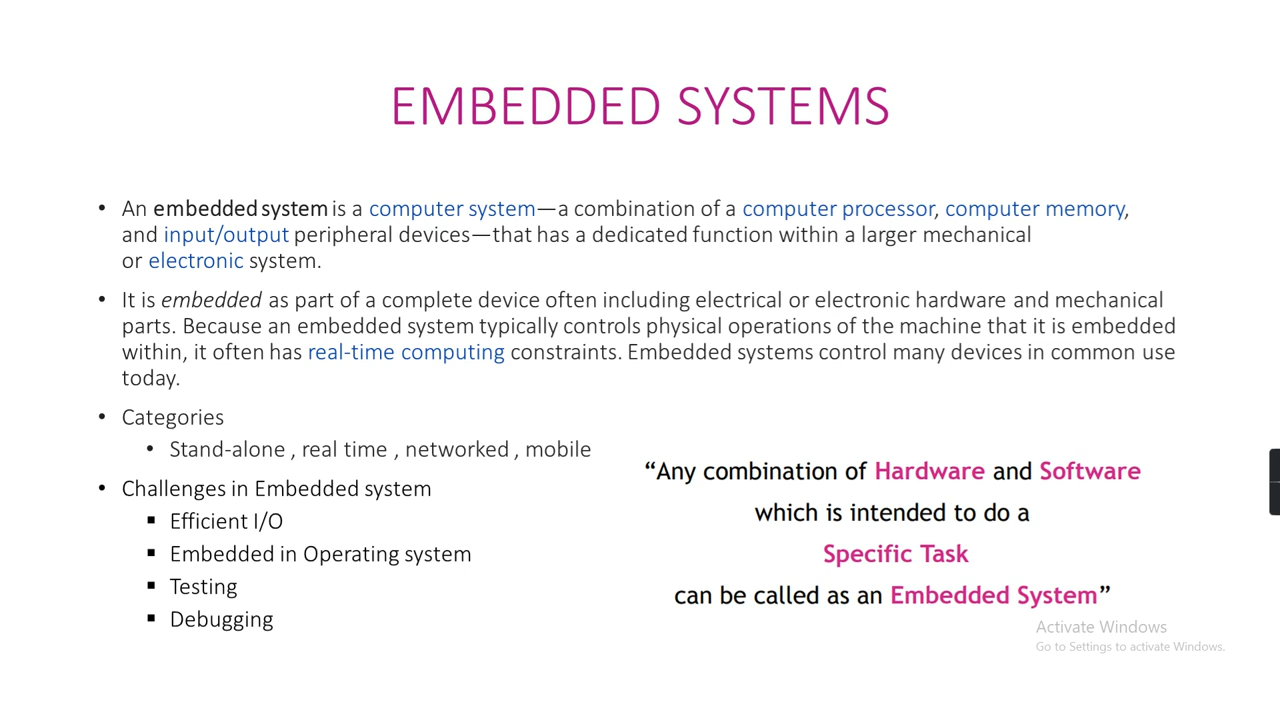 EMBEDDED SYSTEMS
• An embedded system is a computer system—a combination of a computer processor, computer memory,
and input/output peripheral devices—that has a dedicated function within a larger mechanical
or electronic system.
• It is embedded as part of a complete device often including electrical or electronic hardware and mechanical
parts. Because an embedded system typically controls physical operations of the machine that it is embedded
within, it often has real-time computing constraints. Embedded systems control many devices in common use
today.
• Categories
• Stand-alone , real time , networked , mobile
• Challenges in Embedded system
▪ Efficient I/O
▪ Embedded in Operating system
▪ Testing
▪ Debugging
“Any combination of Hardware and Software
which is intended to do a
Specific Task
can be called as an Embedded System”
Activate Windows
Go to Settings to activate Windows.